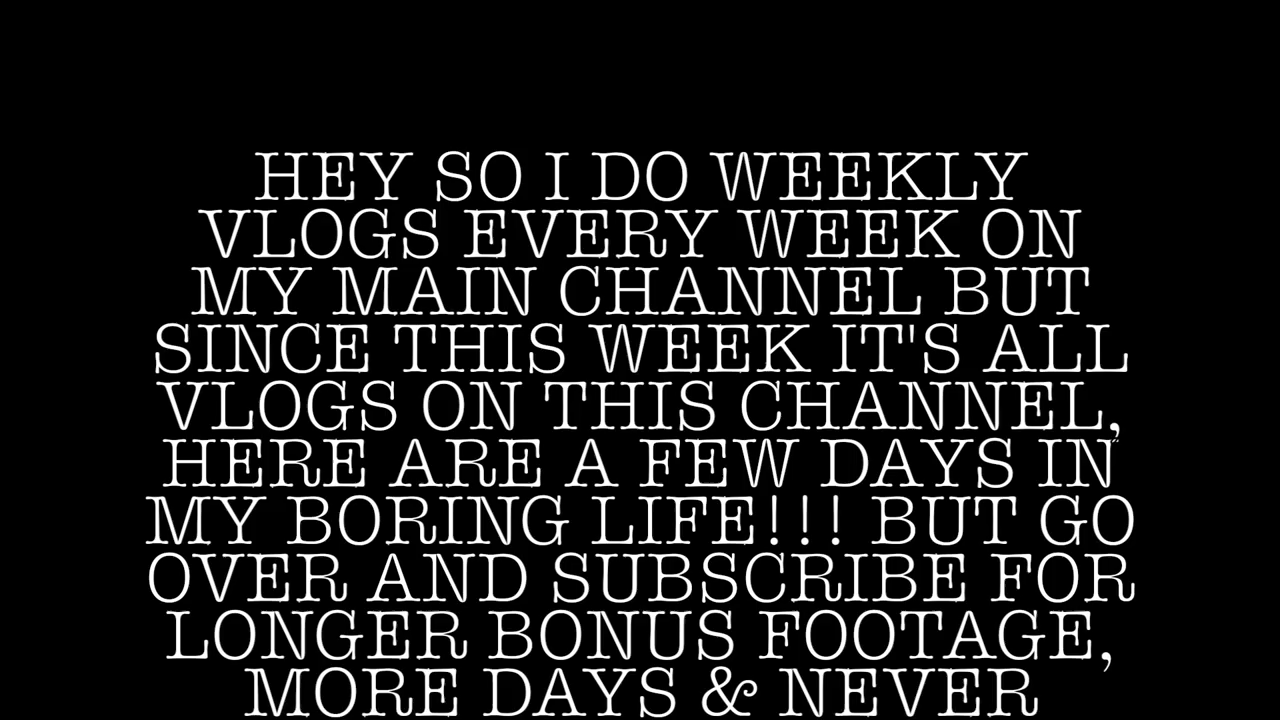 HEY SO I DO WEEKLY
VLOGS EVERY WEEK ON
MY MAIN CHANNEL BUT
SINCE THIS WEEK IT'S ALL
VLOGS ON THIS CHANNEL,
HERE ARE A FEW DAYS IN
MY BORING LIFE!!! BUT GO
OVER AND SUBSCRIBE FOR
LONGER BONUS FOOTAGE,
MORE DAYS & NEVER